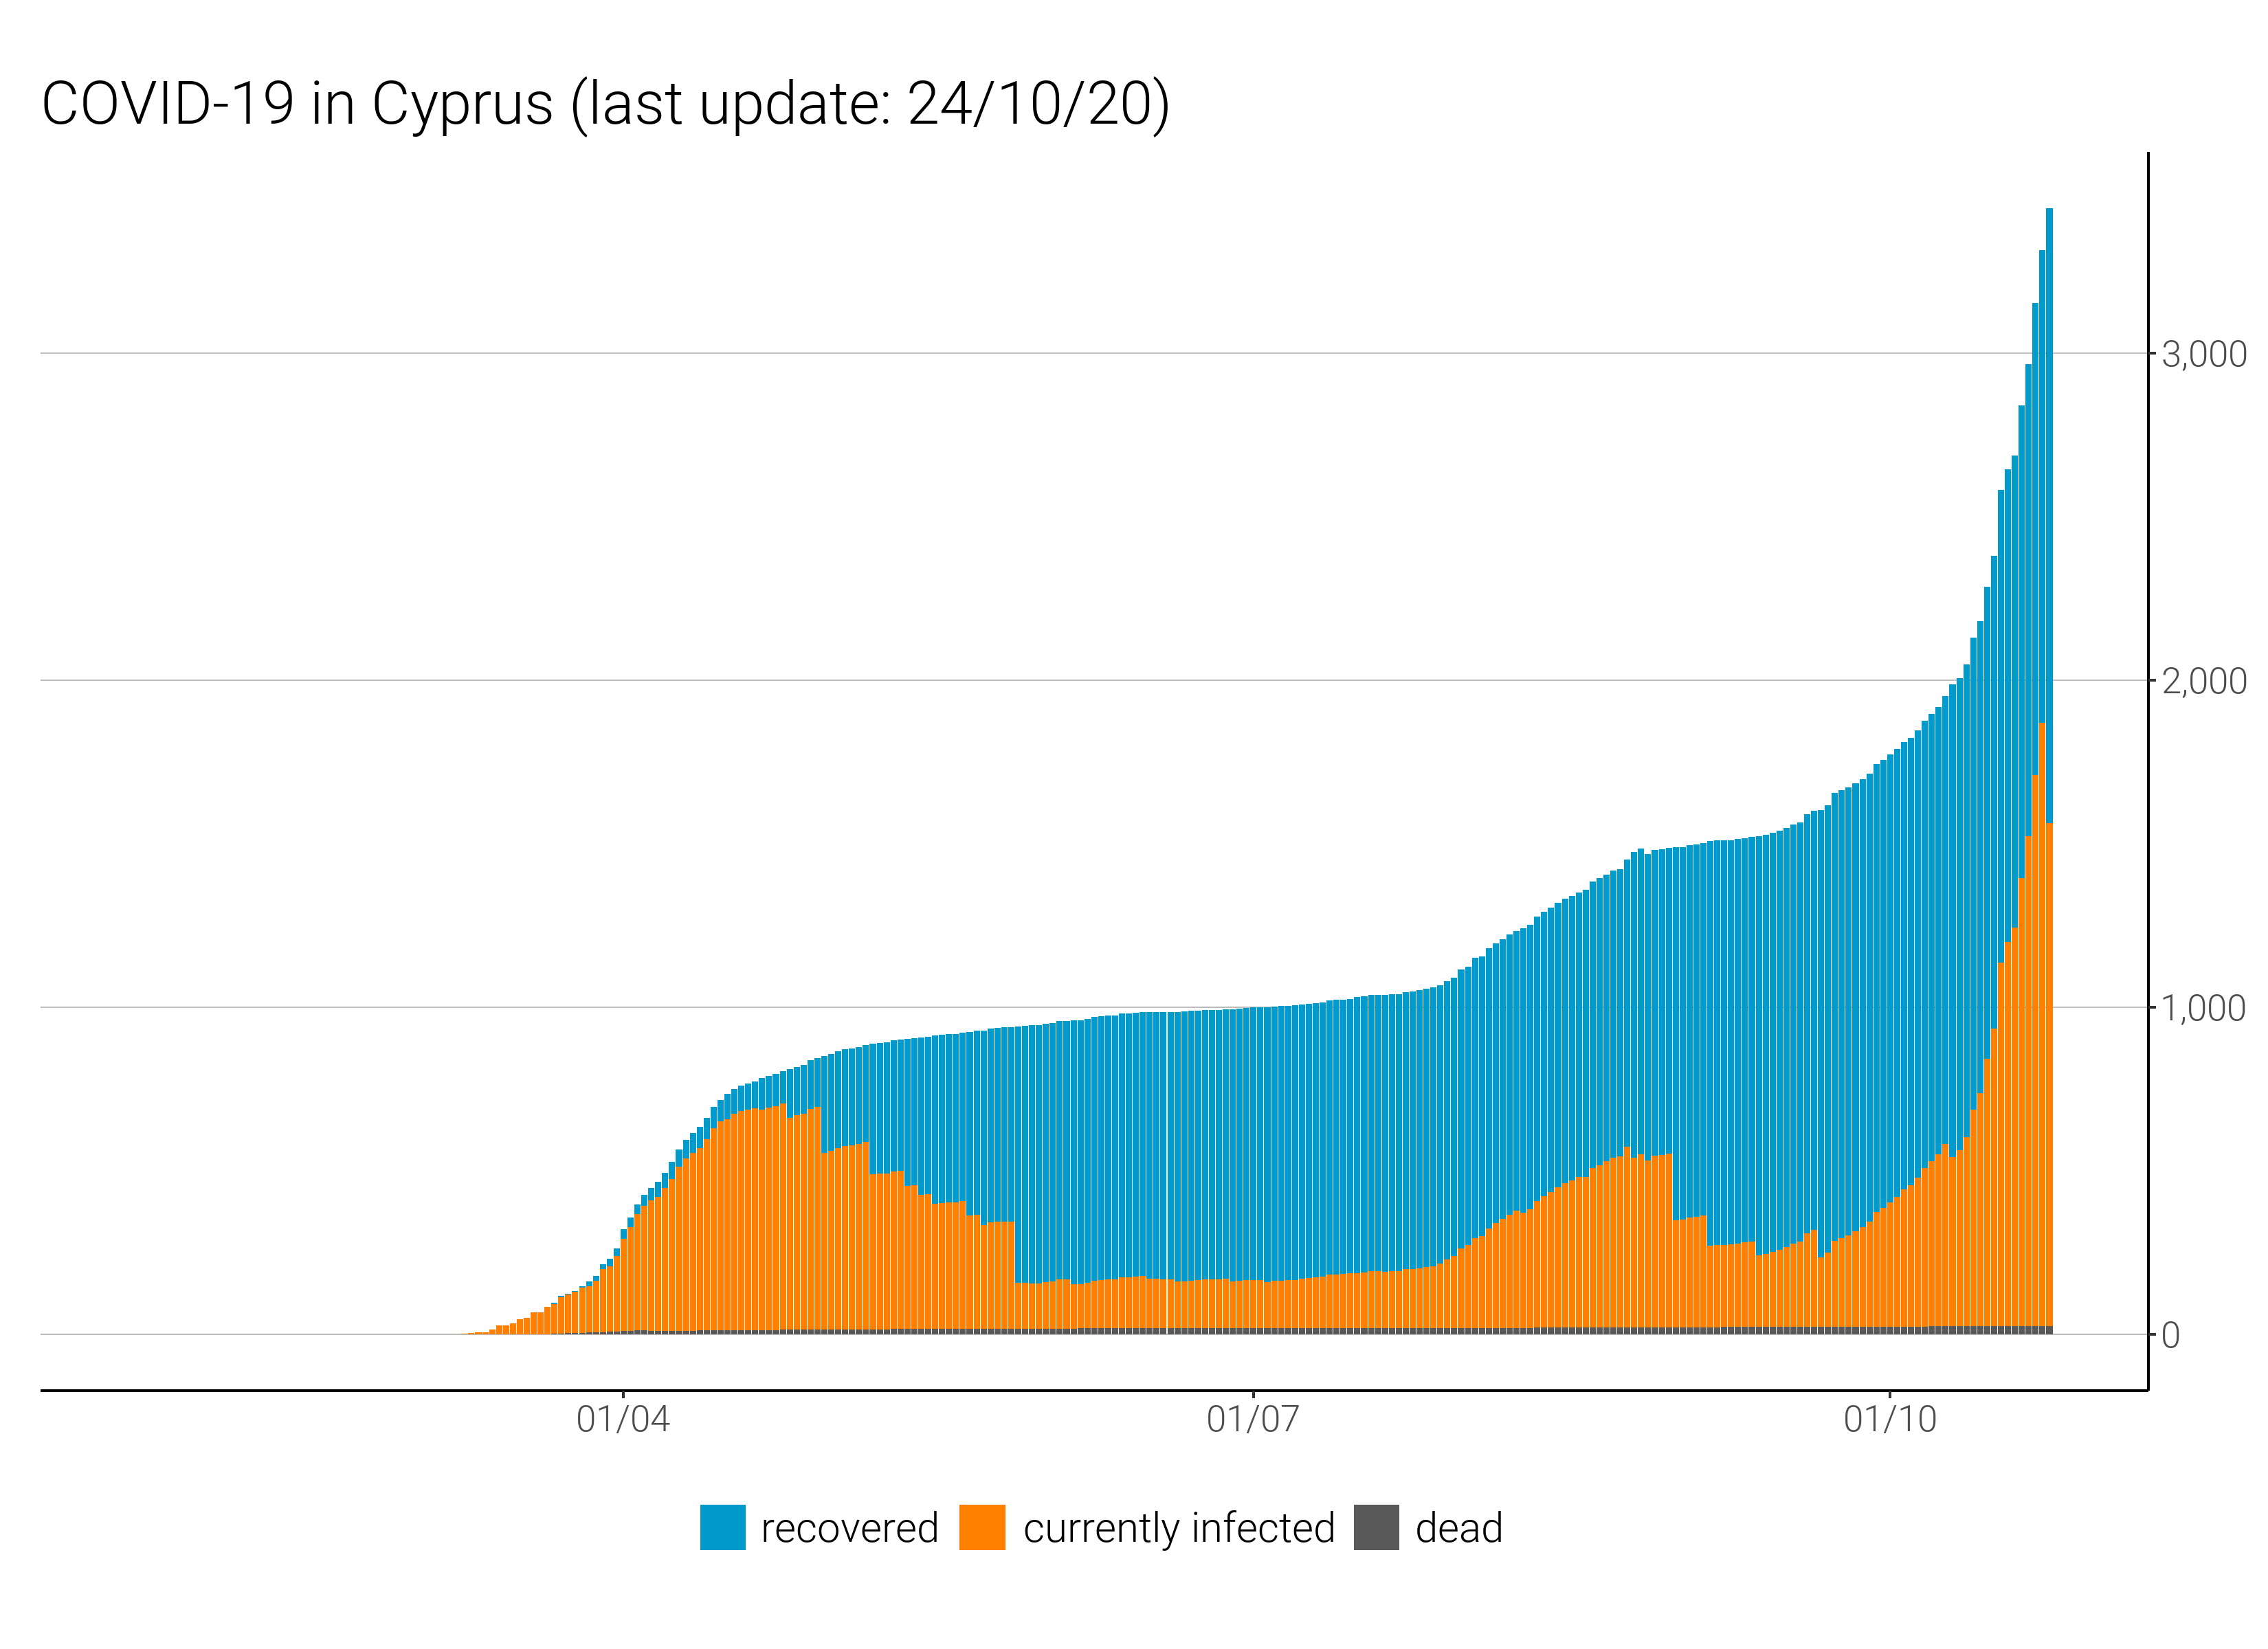 COVID-19 in Cyprus (last update: 24/10/20)
3,000
2,000
1,000
0
01/04 01/07 01/10
recovered currently infected dead